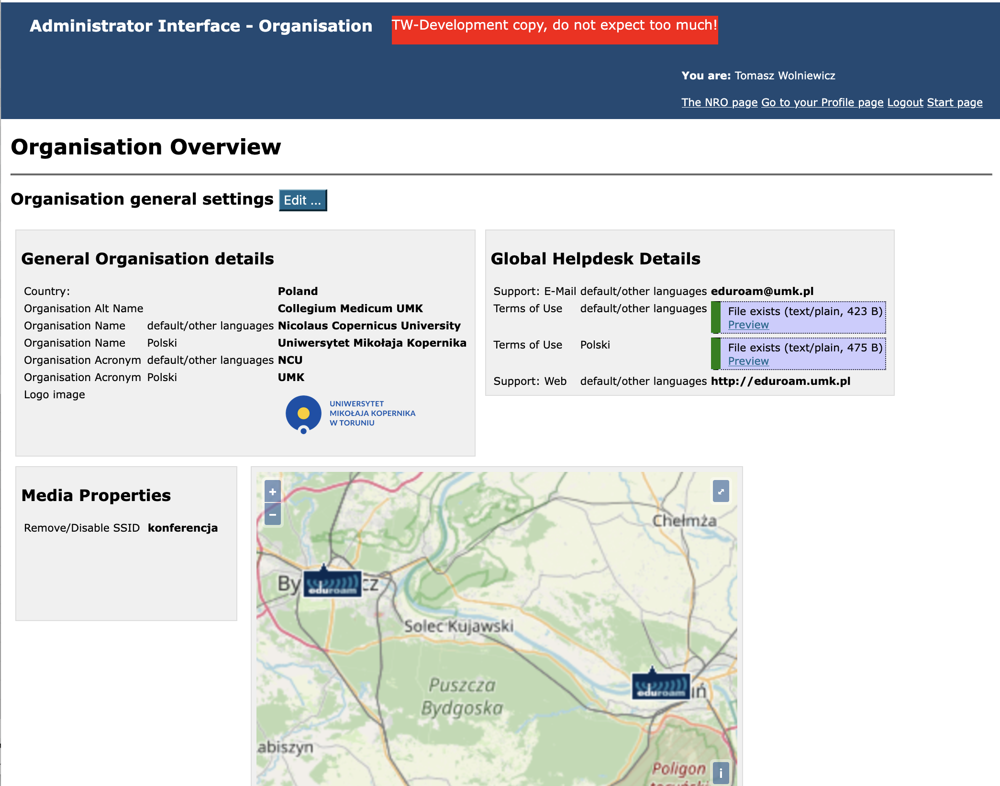 Administrator Interface - Organisation
TW-Development copy, do not expect too much!
You are: Tomasz Wolniewicz
The NRO page Go to your Profile page Logout Start page
Organisation Overview
Organisation general settings Edit ...
General Organisation details
Country: Poland
Organisation Alt Name Collegium Medicum UMK
Organisation Name default/other languages Nicolaus Copernicus University
Organisation Name Polski Uniwersytet Mikołaja Kopernika
Organisation Acronym default/other languages NCU
Organisation Acronym Polski UMK
Logo image
UNIWERSYTET
MIKOŁAJA KOPERNIKA
W TORUNIU
Global Helpdesk Details
Support: E-Mail default/other languages eduroam@umk.pl
Terms of Use default/other languages File exists (text/plain, 423 B)
Preview
Terms of Use Polski File exists (text/plain, 475 B)
Preview
Support: Web default/other languages http://eduroam.umk.pl
Media Properties
Remove/Disable SSID konferencja
+
−
Chełmża
eduroam
Solec Kujawski
eduroam
Puszcza
Bydgoska
abiszyn
Poligon
i